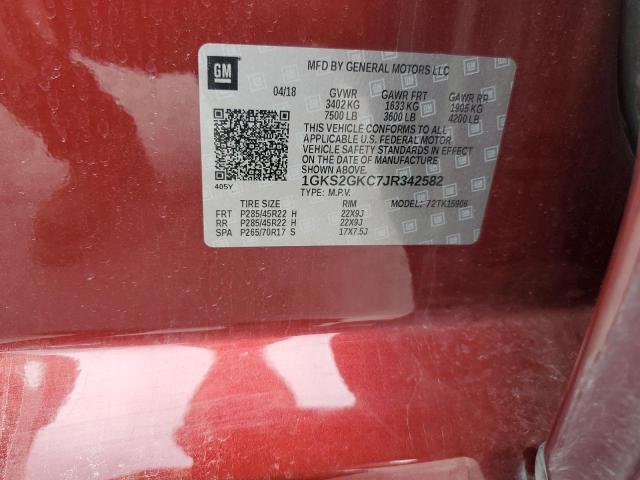 GM
MFD BY GENERAL MOTORS LLC
04/18 GVWR GAWR FRT GAWR RR
3402 KG 1633 KG 1905 KG
7500 LB 3600 LB 4200 LB
THIS VEHICLE CONFORMS TO ALL
APPLICABLE U.S. FEDERAL MOTOR
VEHICLE SAFETY STANDARDS IN
EFFECT ON THE DATE OF
MANUFACTURE SHOWN ABOVE.
405Y 1GKS2GKC7JR342582
TYPE: M.P.V. MODEL: 72TK15906
TIRE SIZE RIM
FRT P285/45R22 H 22X9J
RR P285/45R22 H 22X9J
SPA P265/70R17 S 17X7.5J